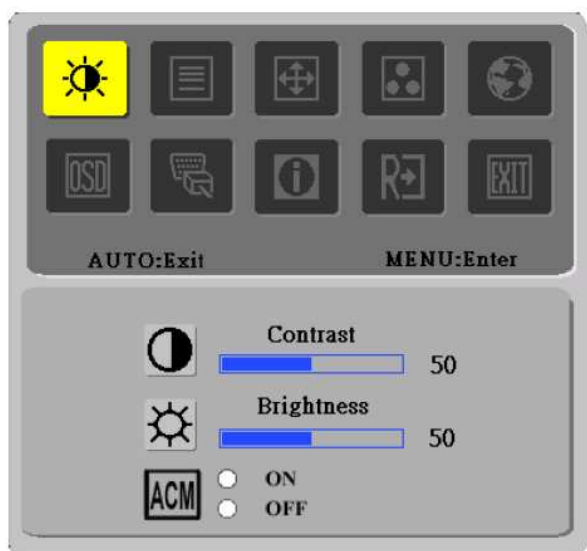 OSD
R
EXIT
AUTO:Exit MENU:Enter
Contrast
50
Brightness
50
ACM ON
OFF